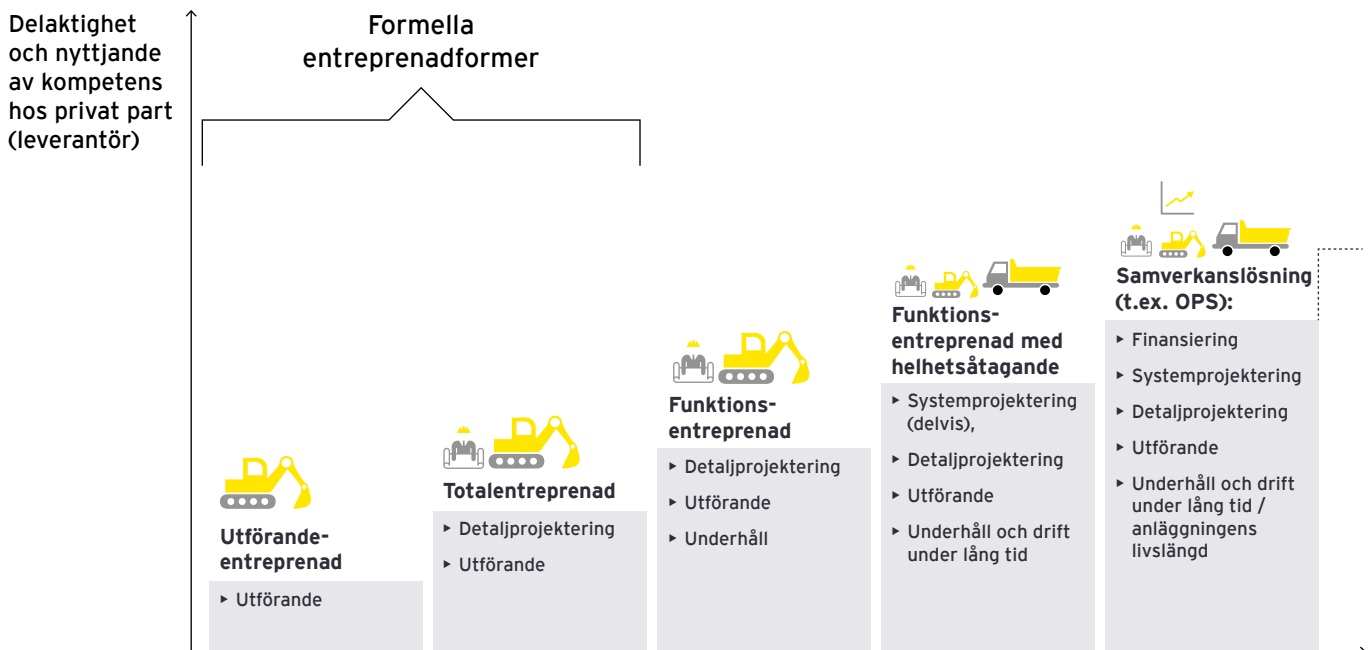 Delaktighet
och nyttjande
av kompetens
hos privat part
(leverantör)
Formella
entreprenadformer
Utförande-
entreprenad
▸ Utförande
Totalentreprenad
▸ Detaljprojektering
▸ Utförande
Funktions-
entreprenad
▸ Detaljprojektering
▸ Utförande
▸ Underhåll
Funktions-
entreprenad med
helhetsåtagande
▸ Systemprojektering
(delvis),
▸ Detaljprojektering
▸ Utförande
▸ Underhåll och drift
under lång tid
Samverkanslösning
(t.ex. OPS):
▸ Finansiering
▸ Systemprojektering
▸ Detaljprojektering
▸ Utförande
▸ Underhåll och drift
under lång tid /
anläggningens
livslängd